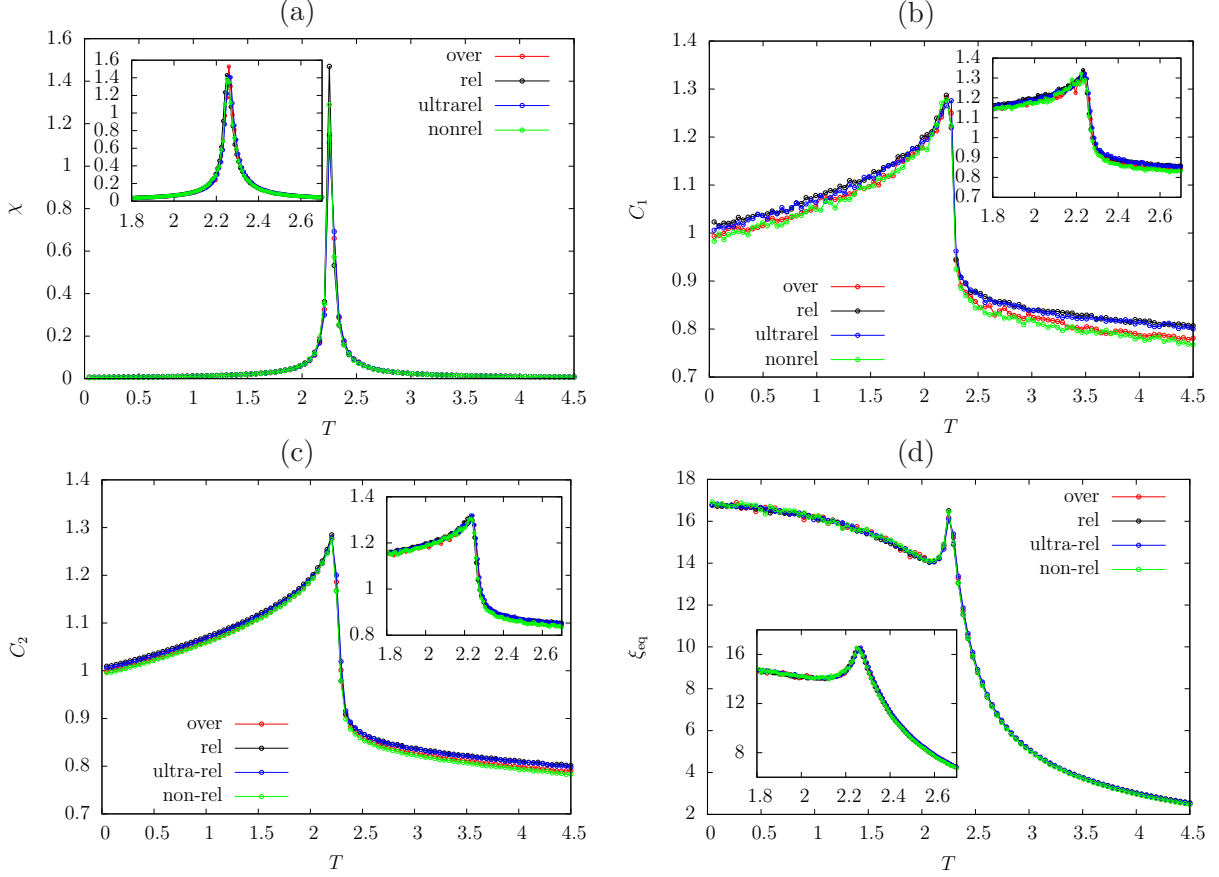 (a)
1.6
1.4
1.2
1
0.8
0.6
0.4
0.2
0
χ
0 0.5 1 1.5 2 2.5 3 3.5 4 4.5
T
over
rel
ultrarel
nonrel
1.6
1.4
1.2
1
0.8
0.6
0.4
0.2
0
1.8 2 2.2 2.4 2.6
(b)
1.4
1.3
1.2
1.1
1
0.9
0.8
0.7
C₁
0 0.5 1 1.5 2 2.5 3 3.5 4 4.5
T
over
rel
ultrarel
nonrel
1.4
1.3
1.2
1.1
1
0.9
0.8
0.7
1.8 2 2.2 2.4 2.6
(c)
1.4
1.3
1.2
1.1
1
0.9
0.8
0.7
C₂
0 0.5 1 1.5 2 2.5 3 3.5 4 4.5
T
over
rel
ultra-rel
non-rel
1.4
1.2
1
0.8
1.8 2 2.2 2.4 2.6
(d)
18
16
14
12
10
8
6
4
2
ξeq
0 0.5 1 1.5 2 2.5 3 3.5 4 4.5
T
over
rel
ultra-rel
non-rel
16
14
12
8
1.8 2 2.2 2.4 2.6